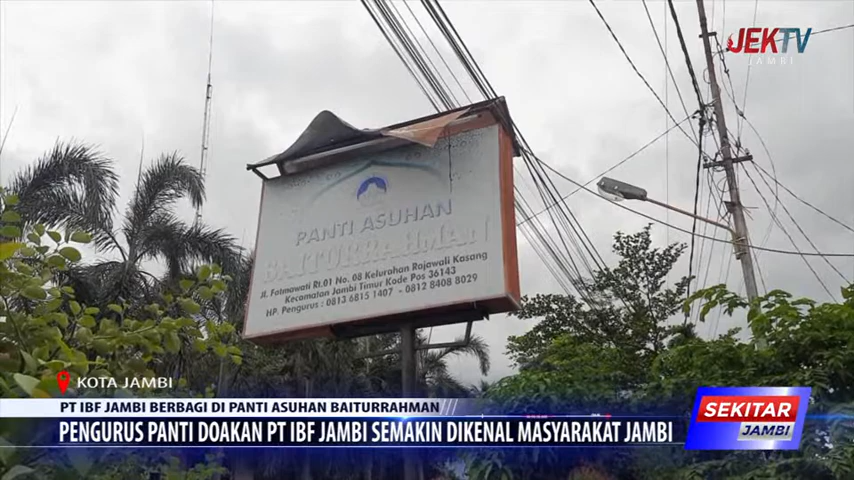 JEKTV
JAMBI
PANTI ASUHAN
BAITURRAHMAN
Jl. Fatmawati Rt.01 No. 08 Kelurahan Rajawali Kasang
Kecamatan Jambi Timur Kode Pos 36143
HP. Pengurus : 0813 6815 1407 - 0812 8408 8029
KOTA JAMBI
PT IBF JAMBI BERBAGI DI PANTI ASUHAN BAITURRAHMAN
PENGURUS PANTI DOAKAN PT IBF JAMBI SEMAKIN DIKENAL MASYARAKAT JAMBI
SEKITAR
JAMBI